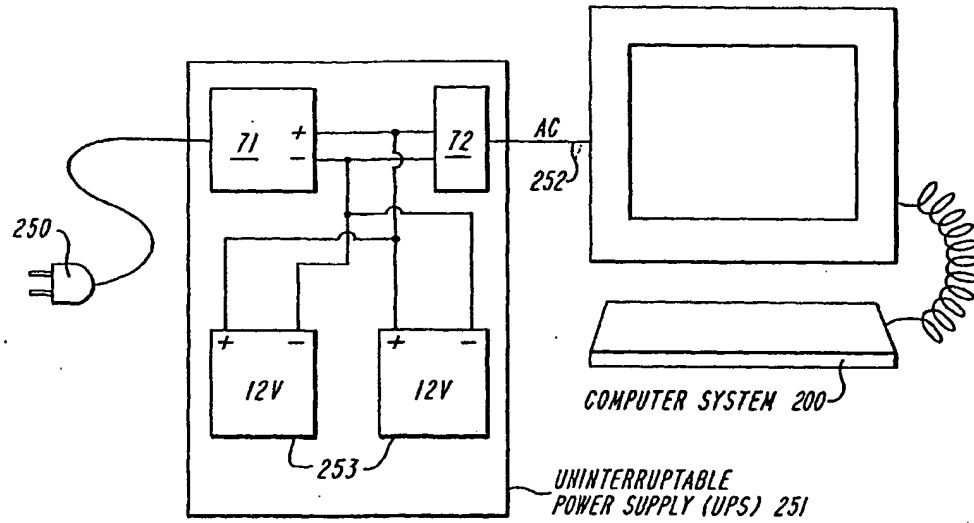 71
+
-
72
AC
252
250
+ -
12V
+ -
12V
253
COMPUTER SYSTEM 200
UNINTERRUPTABLE
POWER SUPPLY (UPS) 251